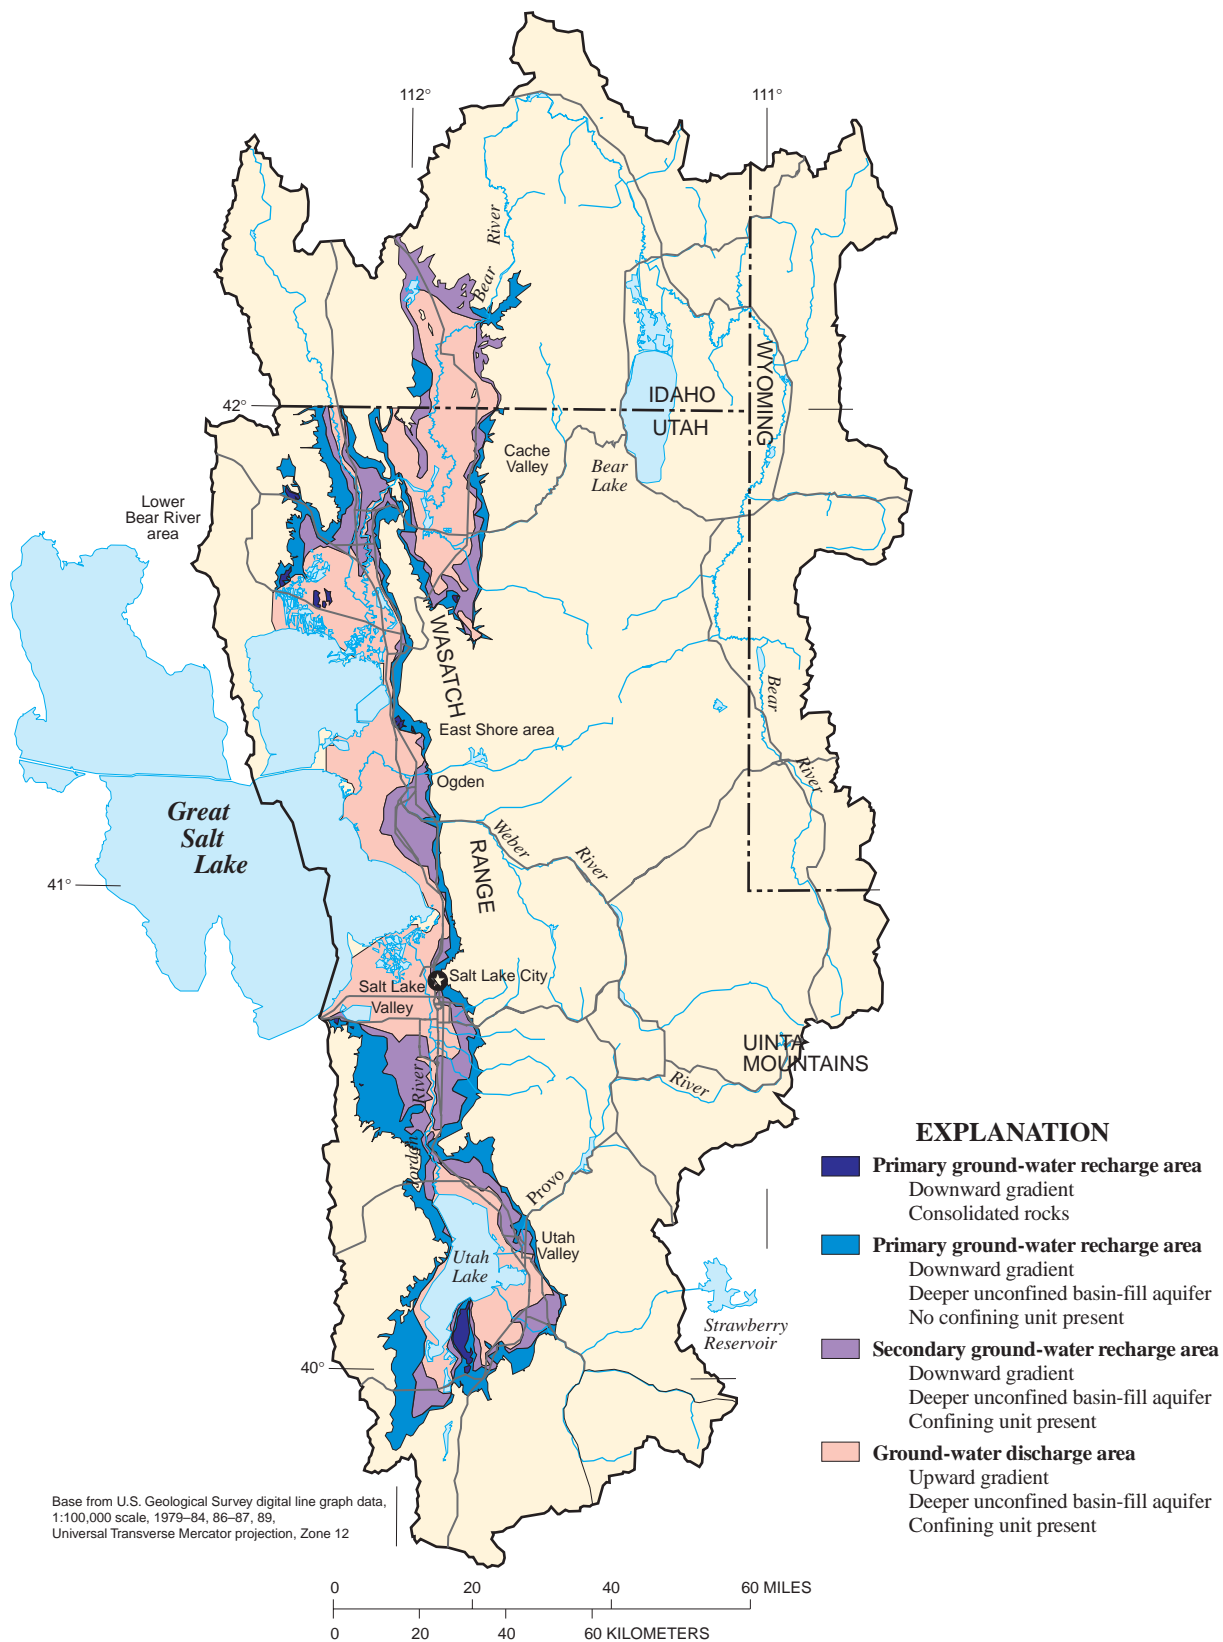 112°
111°
Bear
River
IDAHO
UTAH
WYOMING
42°
Cache
Valley
Bear
Lake
Lower
Bear River
area
WASATCH
RANGE
East Shore area
Bear
River
Ogden
Great
Salt
Lake
Weber
River
41°
Salt Lake City
Salt Lake
Valley
UINTA
MOUNTAINS
River
Jordan
River
Provo
Utah
Valley
Utah
Lake
Strawberry
Reservoir
40°
EXPLANATION
Primary ground-water recharge area
Downward gradient
Consolidated rocks
Primary ground-water recharge area
Downward gradient
Deeper unconfined basin-fill aquifer
No confining unit present
Secondary ground-water recharge area
Downward gradient
Deeper unconfined basin-fill aquifer
Confining unit present
Ground-water discharge area
Upward gradient
Deeper unconfined basin-fill aquifer
Confining unit present
Base from U.S. Geological Survey digital line graph data,
1:100,000 scale, 1979–84, 86–87, 89,
Universal Transverse Mercator projection, Zone 12
0 20 40 60 MILES
0 20 40 60 KILOMETERS